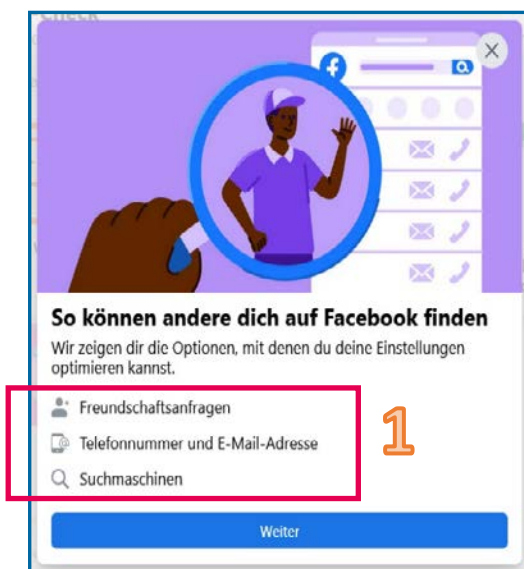 So können andere dich auf Facebook finden
Wir zeigen dir die Optionen, mit denen du deine Einstellungen
optimieren kannst.
Freundschaftsanfragen
Telefonnummer und E-Mail-Adresse
Suchmaschinen
1
Weiter